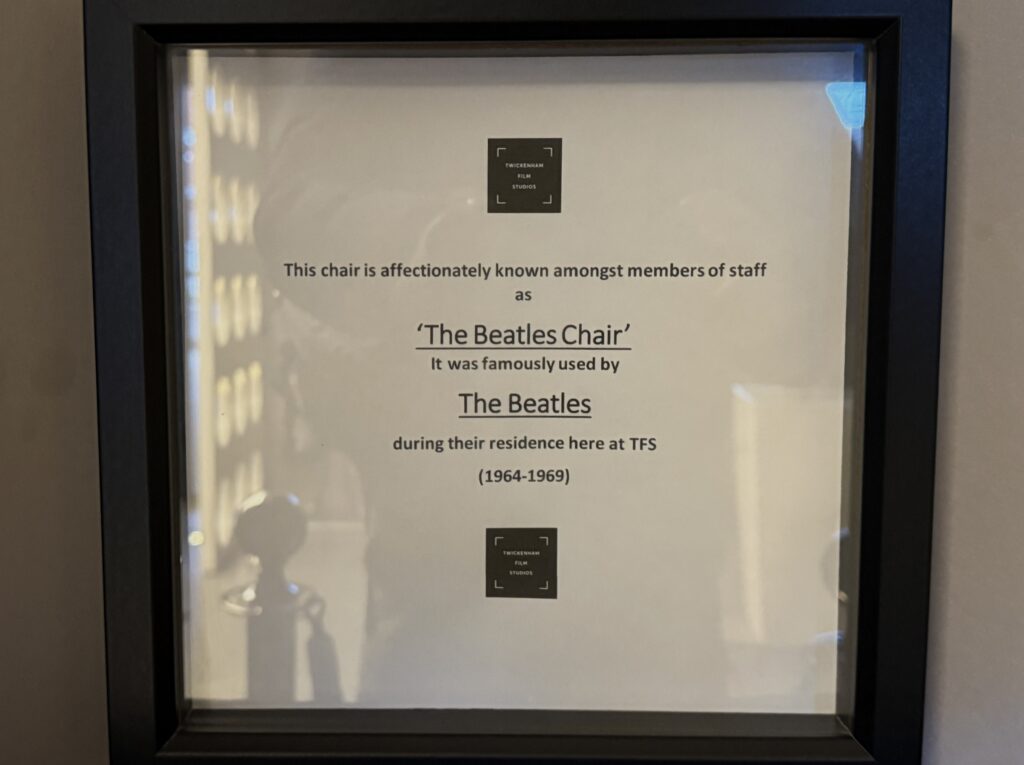 TWICKENHAM
FILM
STUDIOS
This chair is affectionately known amongst members of staff
as
‘The Beatles Chair’
It was famously used by
The Beatles
during their residence here at TFS
(1964-1969)
TWICKENHAM
FILM
STUDIOS